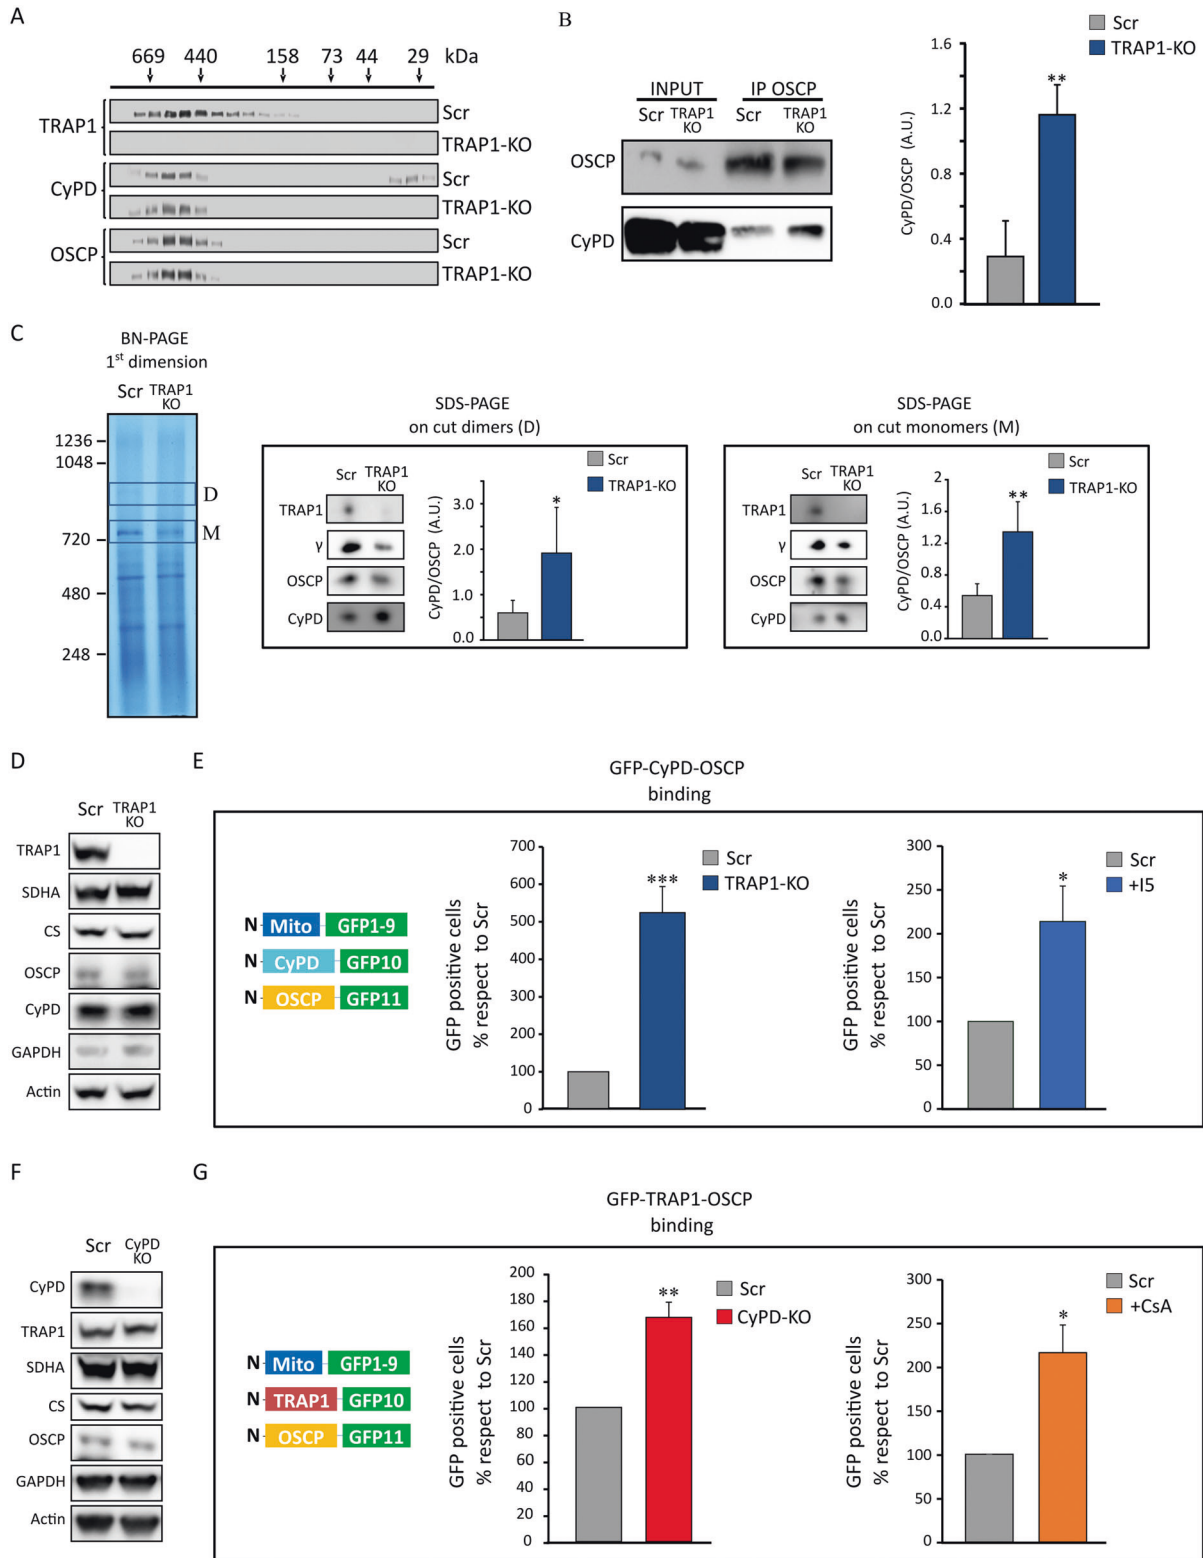 A
669 440 158 73 44 29 kDa
TRAP1
Scr
TRAP1-KO
CyPD
Scr
TRAP1-KO
OSCP
Scr
TRAP1-KO
B
INPUT IP OSCP
Scr TRAP1 KO Scr TRAP1 KO
OSCP
CyPD
Scr
TRAP1-KO
CyPD/OSCP (A.U.)
1.6
1.2
0.8
0.4
0.0
**
C
BN-PAGE
1st dimension
Scr TRAP1 KO
1236
1048
720
480
248
D
M
SDS-PAGE
on cut dimers (D)
Scr TRAP1 KO
TRAP1
γ
OSCP
CyPD
CyPD/OSCP (A.U.)
3.0
2.0
1.0
0.0
*
Scr
TRAP1-KO
SDS-PAGE
on cut monomers (M)
Scr TRAP1 KO
TRAP1
γ
OSCP
CyPD
CyPD/OSCP (A.U.)
2.0
1.6
1.2
0.6
0.4
0.0
**
Scr
TRAP1-KO
D
Scr TRAP1 KO
TRAP1
SDHA
CS
OSCP
CyPD
GAPDH
Actin
E
GFP-CyPD-OSCP
binding
N Mito GFP1-9
N CyPD GFP10
N OSCP GFP11
GFP positive cells
% respect to Scr
700
600
500
400
300
200
100
0
***
Scr
TRAP1-KO
GFP positive cells
% respect to Scr
300
250
200
150
100
50
0
*
Scr
+I5
F
Scr CyPD KO
CyPD
TRAP1
SDHA
CS
OSCP
GAPDH
Actin
G
GFP-TRAP1-OSCP
binding
N Mito GFP1-9
N TRAP1 GFP10
N OSCP GFP11
GFP positive cells
% respect to Scr
200
180
160
140
120
100
80
60
40
20
0
**
Scr
CyPD-KO
GFP positive cells
% respect to Scr
300
250
200
150
100
50
0
*
Scr
+CsA